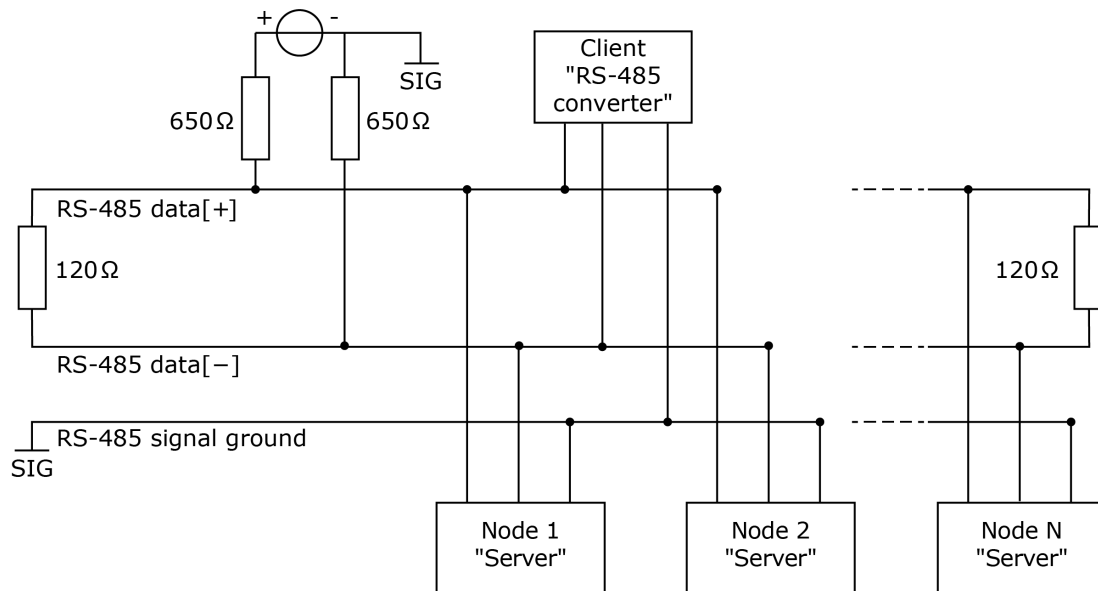 + -
SIG
650Ω
650Ω
Client
"RS-485
converter"
RS-485 data[+]
120Ω
120Ω
RS-485 data[−]
RS-485 signal ground
SIG
Node 1
"Server"
Node 2
"Server"
Node N
"Server"